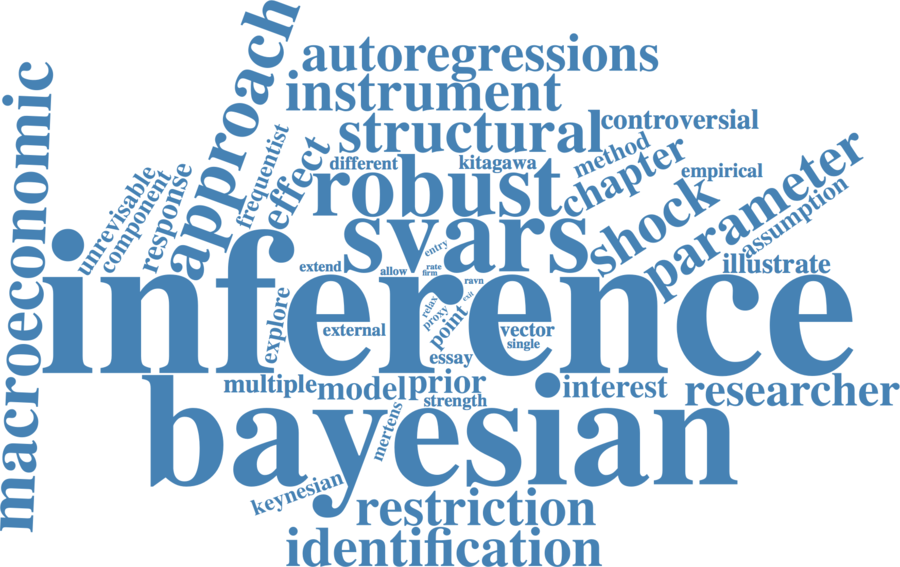 approach
autoregressions
macroeconomic
instrument
structural
controversial
frequentist
effect
different
kitagawa
method
chapter
empirical
parameter
unrevisable
component
response
robust
shock
assumption
svars
entry
illustrate
extend
allow
rate
firm
ravn
inference
explore
relax
proxy
exit
point
external
vector
single
essay
multiple
model
prior
strength
interest
researcher
bayesian
mertens
keynesian
restriction
identification